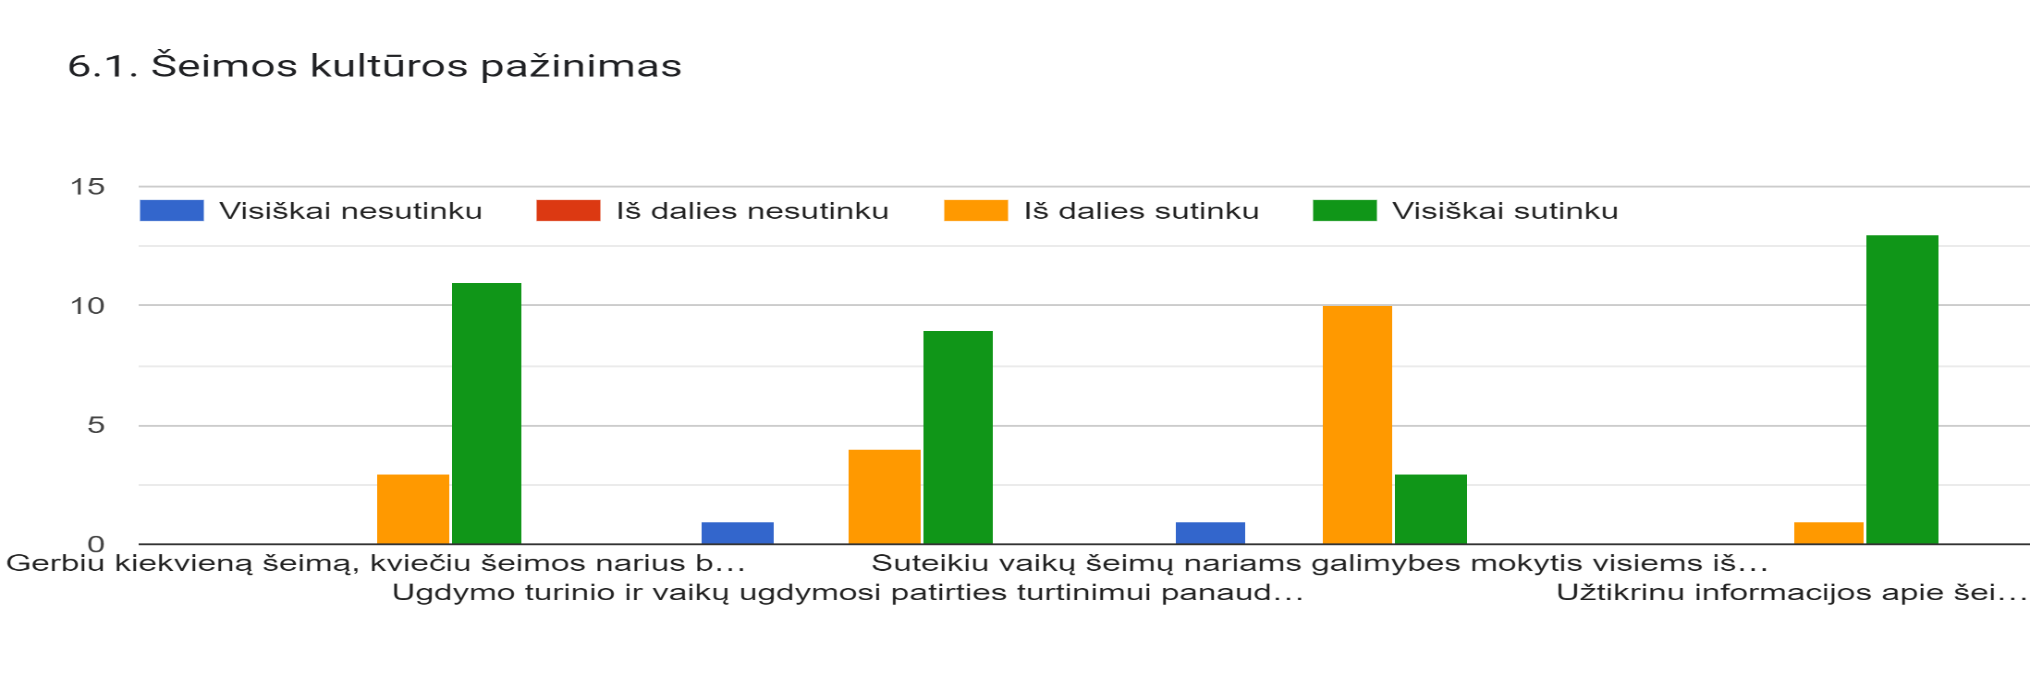 6.1. Šeimos kultūros pažinimas
15
Visiškai nesutinku
Iš dalies nesutinku
Iš dalies sutinku
Visiškai sutinku
10
5
0
Gerbiu kiekvieną šeimą, kviečiu šeimos narius b…
Suteikiu vaikų šeimų nariams galimybes mokytis visiems iš…
Ugdymo turinio ir vaikų ugdymosi patirties turtinimui panaud…
Užtikrinu informacijos apie šei…